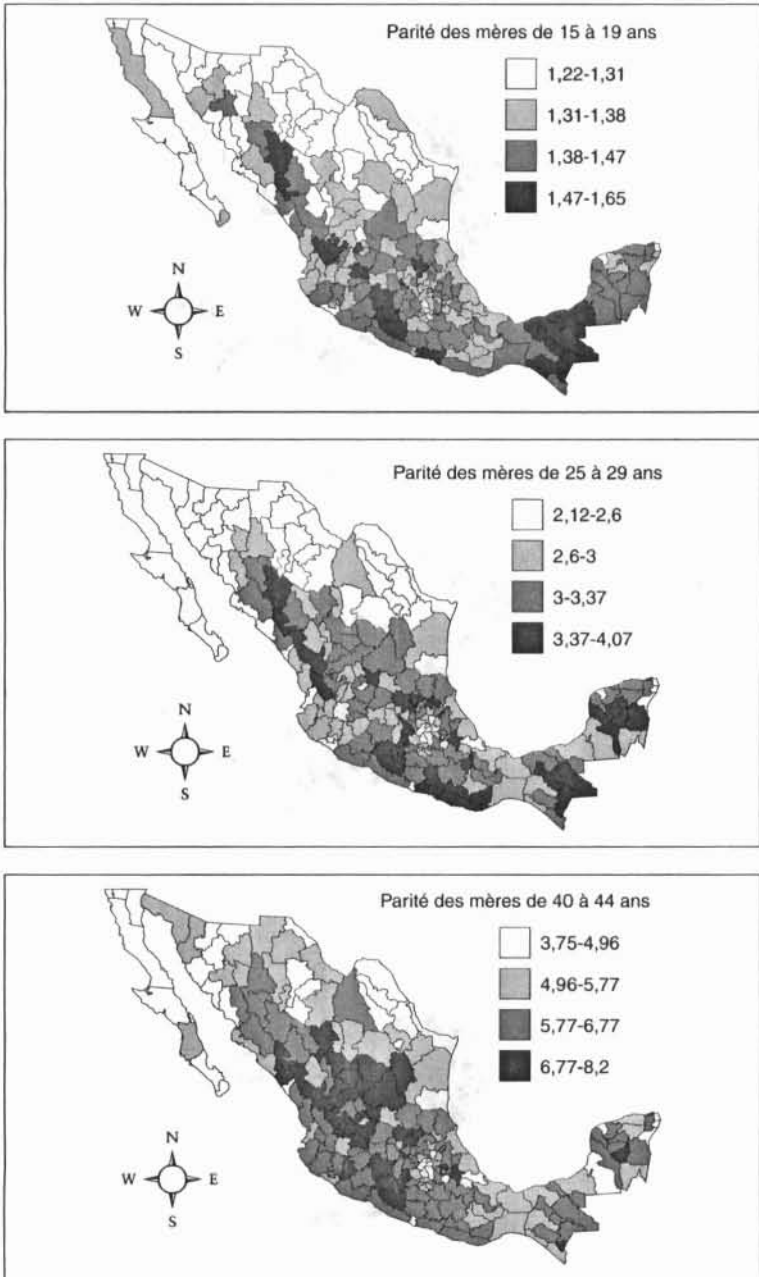 Parité des mères de 15 à 19 ans
1,22-1,31
1,31-1,38
1,38-1,47
1,47-1,65
N
W E
S
Parité des mères de 25 à 29 ans
2,12-2,6
2,6-3
3-3,37
3,37-4,07
N
W E
S
Parité des mères de 40 à 44 ans
3,75-4,96
4,96-5,77
5,77-6,77
6,77-8,2
N
W E
S